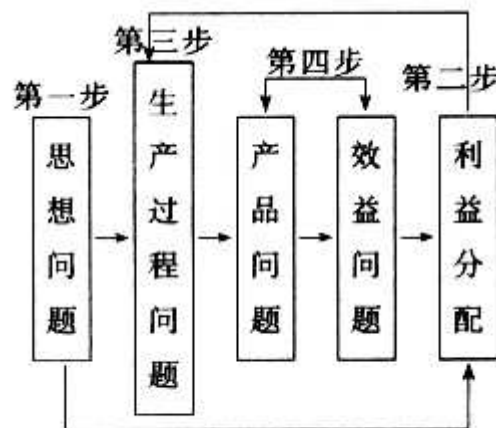 第三步
第一步
第四步
第二步
思想问题
生产过程问题
产品问题
效益问题
利益分配